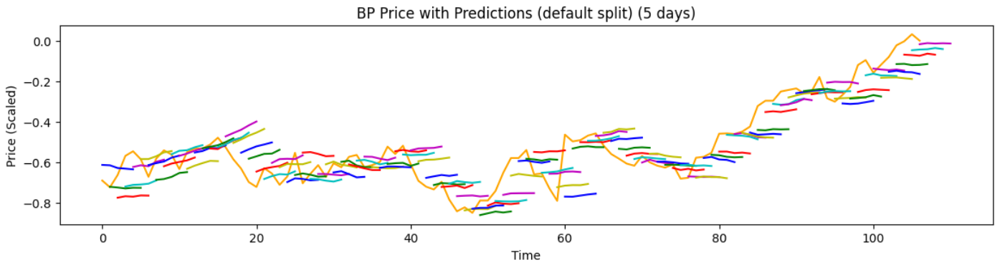 BP Price with Predictions (default split) (5 days)
Price (Scaled)
0.0
−0.2
−0.4
−0.6
−0.8
0 20 40 60 80 100
Time